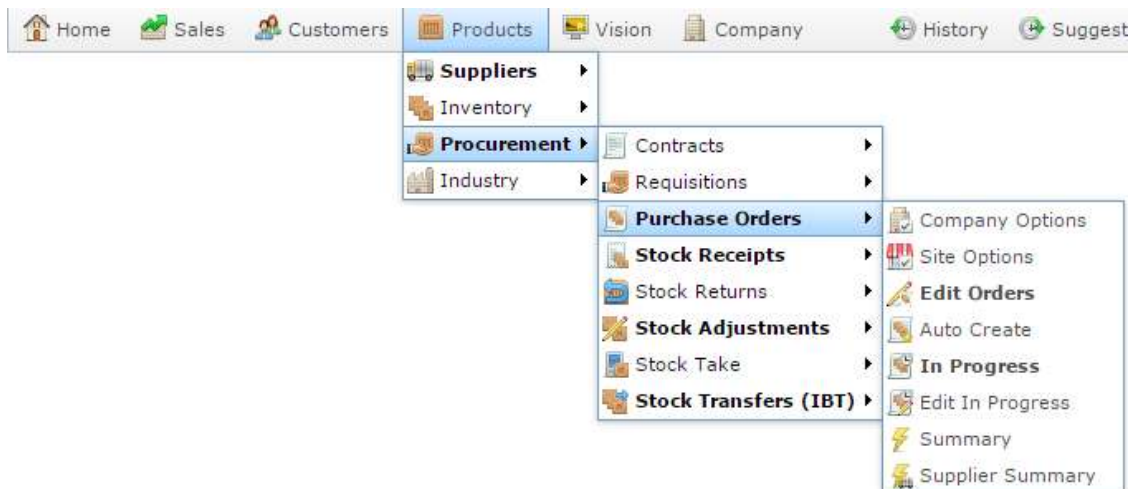 Home Sales Customers Products Vision Company History Suggest
Suppliers
Inventory
Procurement
Industry
Contracts
Requisitions
Purchase Orders
Stock Receipts
Stock Returns
Stock Adjustments
Stock Take
Stock Transfers (IBT)
Company Options
Site Options
Edit Orders
Auto Create
In Progress
Edit In Progress
Summary
Supplier Summary